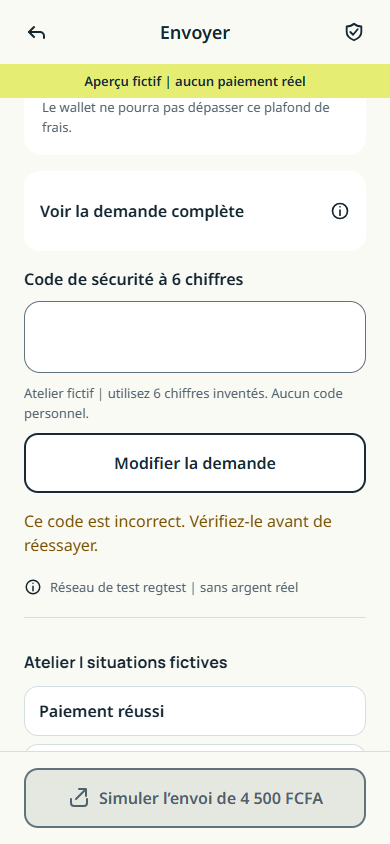 Envoyer
Aperçu fictif | aucun paiement réel
Le wallet ne pourra pas dépasser ce plafond de
frais.
Voir la demande complète
Code de sécurité à 6 chiffres
Atelier fictif | utilisez 6 chiffres inventés. Aucun code
personnel.
Modifier la demande
Ce code est incorrect. Vérifiez-le avant de
réessayer.
Réseau de test regtest | sans argent réel
Atelier | situations fictives
Paiement réussi
Simuler l’envoi de 4 500 FCFA